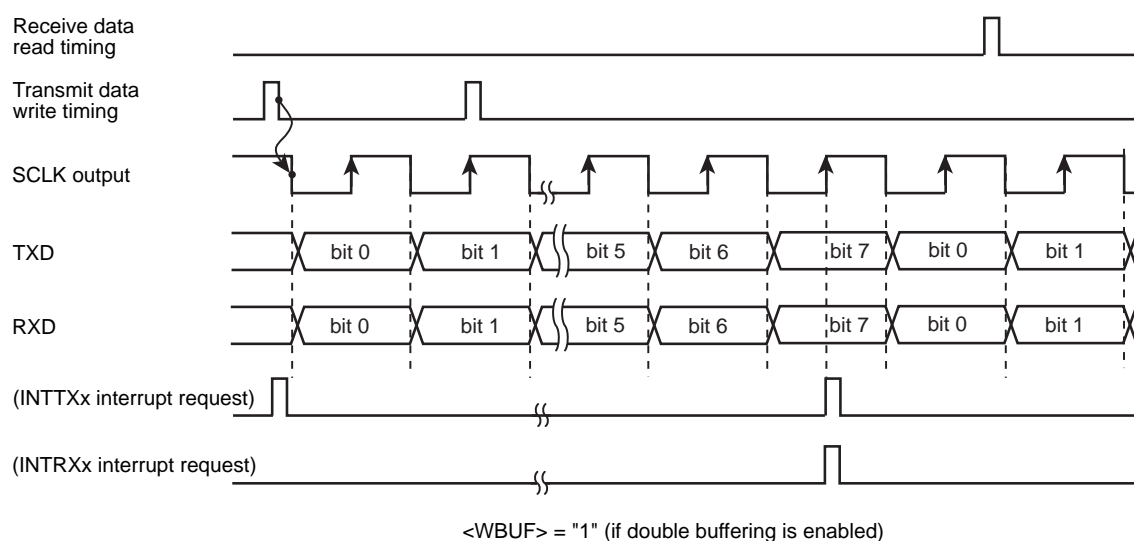 Receive data
read timing
Transmit data
write timing
SCLK output
TXD
bit 0
bit 1
bit 5
bit 6
bit 7
bit 0
bit 1
RXD
bit 0
bit 1
bit 5
bit 6
bit 7
bit 0
bit 1
(INTTXx interrupt request)
(INTRXx interrupt request)
<WBUF> = "1" (if double buffering is enabled)